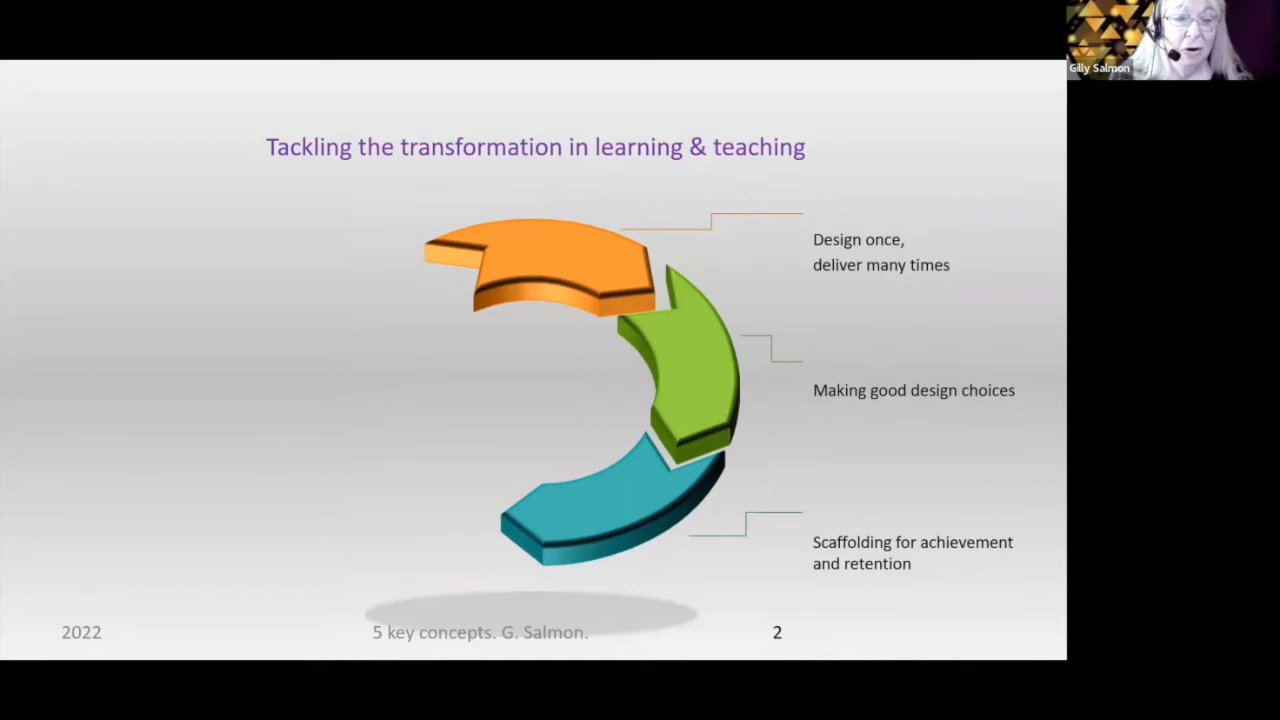 Gilly Salmon
Tackling the transformation in learning & teaching
Design once,
deliver many times
Making good design choices
Scaffolding for achievement
and retention
2022
5 key concepts. G. Salmon.
2